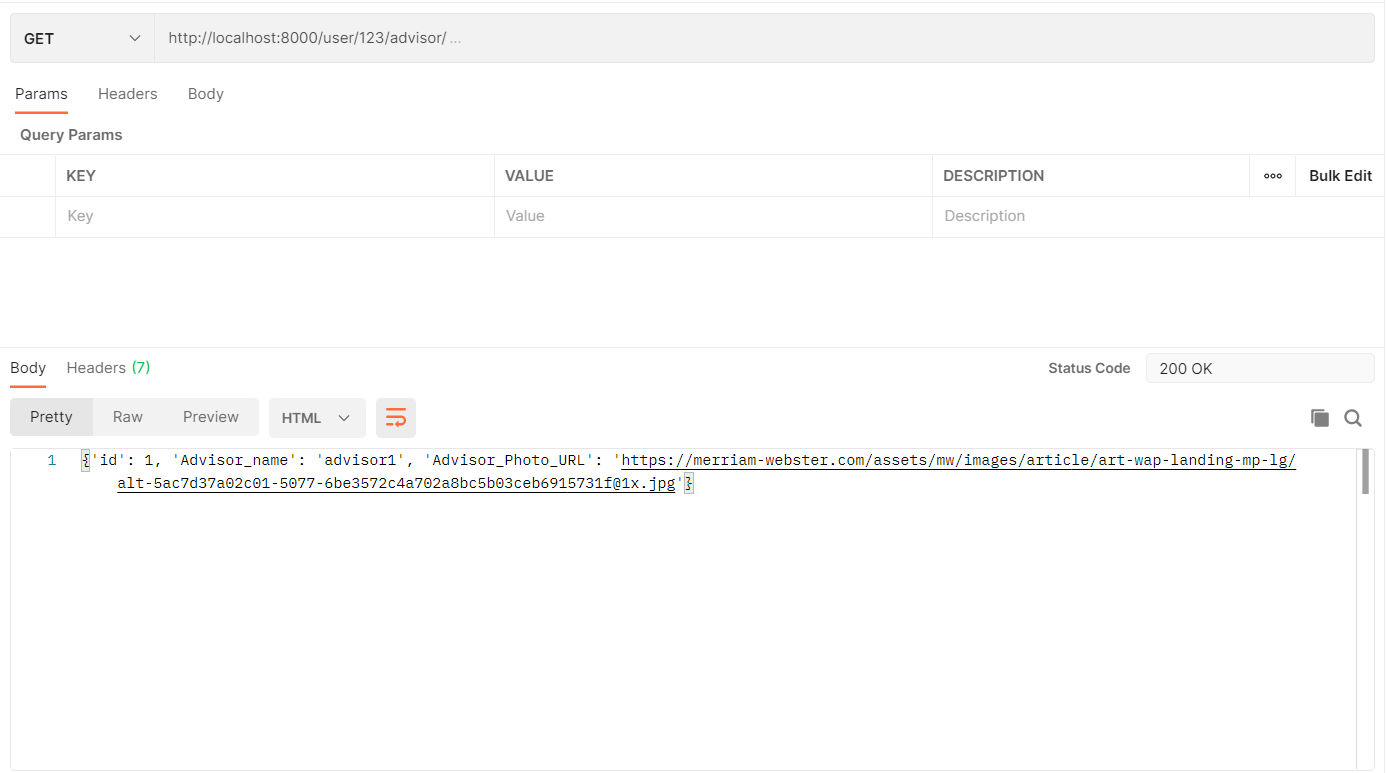 GET http://localhost:8000/user/123/advisor/ ...
Params Headers Body
Query Params
KEY VALUE DESCRIPTION ooo Bulk Edit
Key Value Description
Body Headers (7) Status Code 200 OK
Pretty Raw Preview HTML
1 {'id': 1, 'Advisor_name': 'advisor1', 'Advisor_Photo_URL': 'https://merriam-webster.com/assets/mw/images/article/art-wap-landing-mp-lg/
alt-5ac7d37a02c01-5077-6be3572c4a702a8bc5b03ceb6915731f@1x.jpg'}